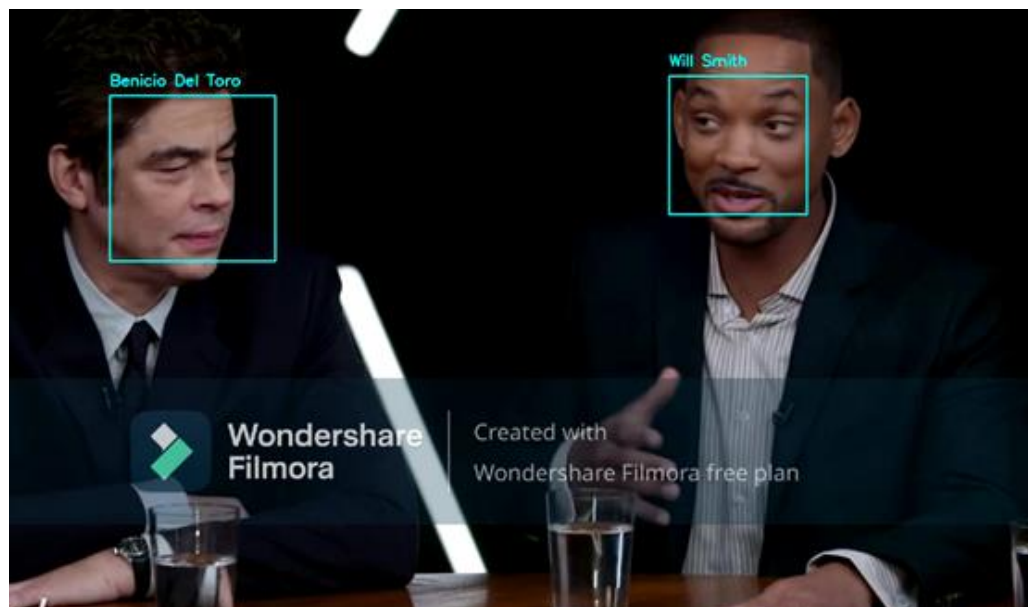 Benicio Del Toro
Will Smith
Wondershare
Filmora
Created with
Wondershare Filmora free plan